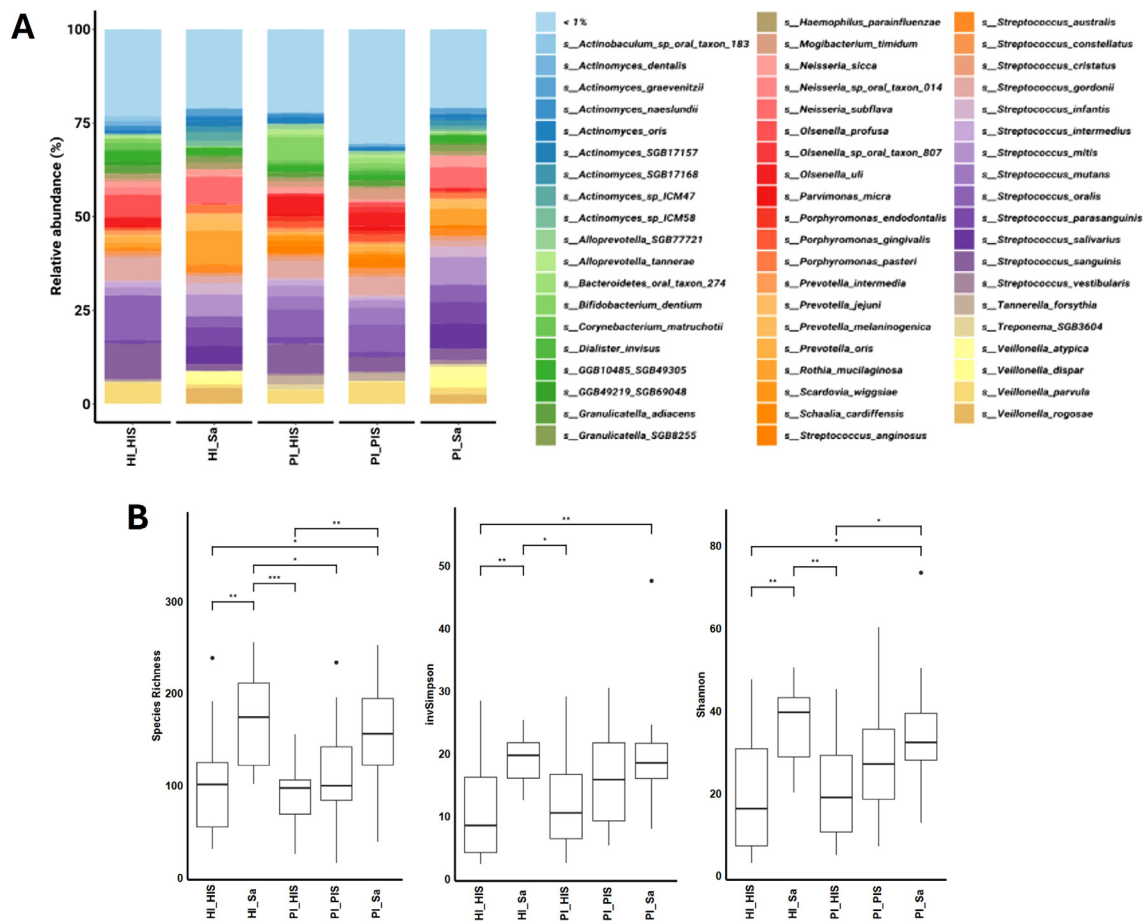 A
100
75
50
25
0
Relative abundance (%)
HI_HIS
HI_Sa
PI_HIS
PI_PIS
PI_Sa
< 1%
s__Actinobaculum_sp_oral_taxon_183
s__Actinomyces_dentalis
s__Actinomyces_graevenitzii
s__Actinomyces_naeslundii
s__Actinomyces_oris
s__Actinomyces_SGB17157
s__Actinomyces_SGB17168
s__Actinomyces_sp_ICM47
s__Actinomyces_sp_ICM58
s__Alloprevotella_SGB77721
s__Alloprevotella_tannerae
s__Bacteroidetes_oral_taxon_274
s__Bifidobacterium_dentium
s__Corynebacterium_matruchotii
s__Dialister_invisus
s__GGB10485_SGB49305
s__GGB49219_SGB69048
s__Granulicatella_adiacens
s__Granulicatella_SGB8255
s__Haemophilus_parainfluenzae
s__Mogibacterium_timidum
s__Neisseria_sicca
s__Neisseria_sp_oral_taxon_014
s__Neisseria_subflava
s__Olsenella_profusa
s__Olsenella_sp_oral_taxon_807
s__Olsenella_uli
s__Parvimonas_micra
s__Porphyromonas_endodontalis
s__Porphyromonas_gingivalis
s__Porphyromonas_pasteri
s__Prevotella_intermedia
s__Prevotella_jejuni
s__Prevotella_melaninogenica
s__Prevotella_oris
s__Rothia_mucilaginosa
s__Scardovia_wiggsiae
s__Schaalia_cardiffensis
s__Streptococcus_anginosus
s__Streptococcus_australis
s__Streptococcus_constellatus
s__Streptococcus_cristatus
s__Streptococcus_gordonii
s__Streptococcus_infantis
s__Streptococcus_intermedius
s__Streptococcus_mitis
s__Streptococcus_mutans
s__Streptococcus_oralis
s__Streptococcus_parasanguinis
s__Streptococcus_salivarius
s__Streptococcus_sanguinis
s__Streptococcus_vestibularis
s__Tannerella_forsythia
s__Treponema_SGB3604
s__Veillonella_atypica
s__Veillonella_dispar
s__Veillonella_parvula
s__Veillonella_rogosae
B
Species Richness
300
200
100
0
**
*
*
***
**
HI_HIS
HI_Sa
PI_HIS
PI_PIS
PI_Sa
invSimpson
50
40
30
20
10
0
**
*
**
HI_HIS
HI_Sa
PI_HIS
PI_PIS
PI_Sa
Shannon
80
60
40
20
0
*
*
**
**
HI_HIS
HI_Sa
PI_HIS
PI_PIS
PI_Sa